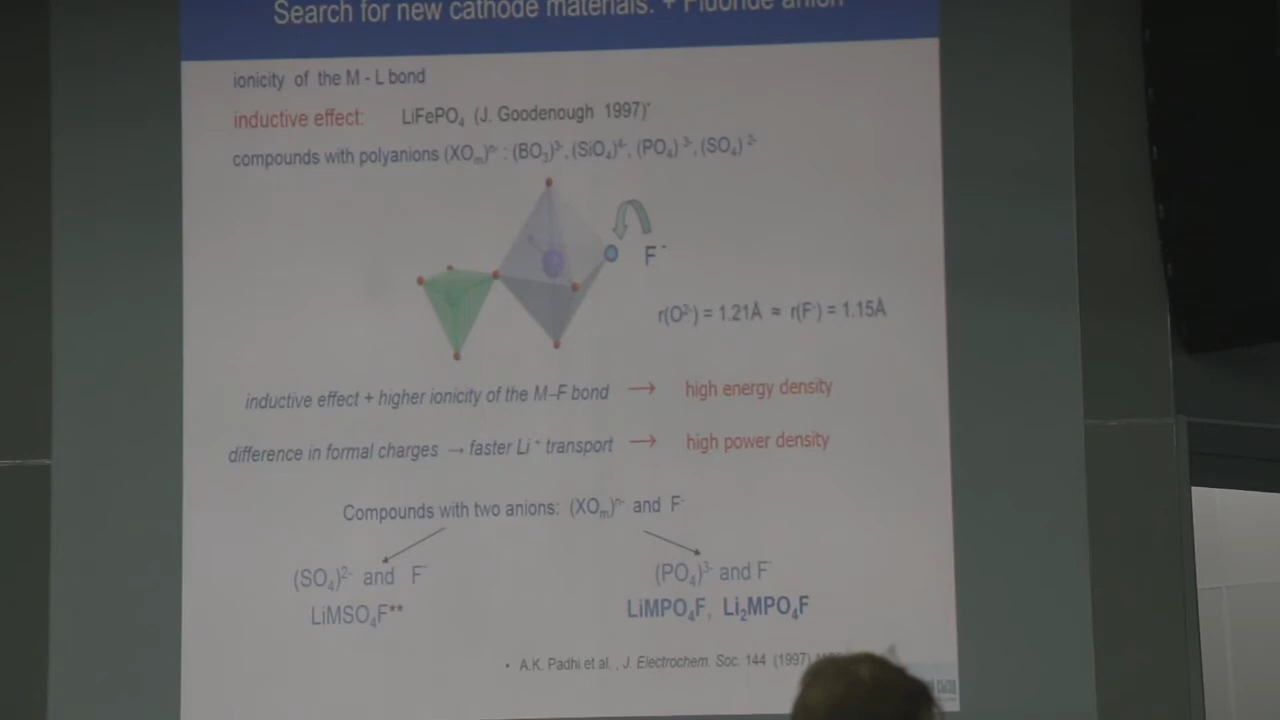 Search for new cathode materials. + Fluoride anion
ionicity of the M - L bond
inductive effect: LiFePO₄ (J. Goodenough 1997)*
compounds with polyanions (XOₘ)ⁿ⁻ : (BO₃)³⁻, (SiO₄)⁴⁻, (PO₄)³⁻, (SO₄)²⁻
F⁻
r(O²⁻) = 1.21Å ≈ r(F⁻) = 1.15Å
inductive effect + higher ionicity of the M–F bond → high energy density
difference in formal charges → faster Li⁺ transport → high power density
Compounds with two anions: (XOₘ)ⁿ⁻ and F⁻
(SO₄)²⁻ and F⁻
(PO₄)³⁻ and F⁻
LiMSO₄F**
LiMPO₄F, Li₂MPO₄F
• A.K. Padhi et al., J. Electrochem. Soc. 144 (1997)